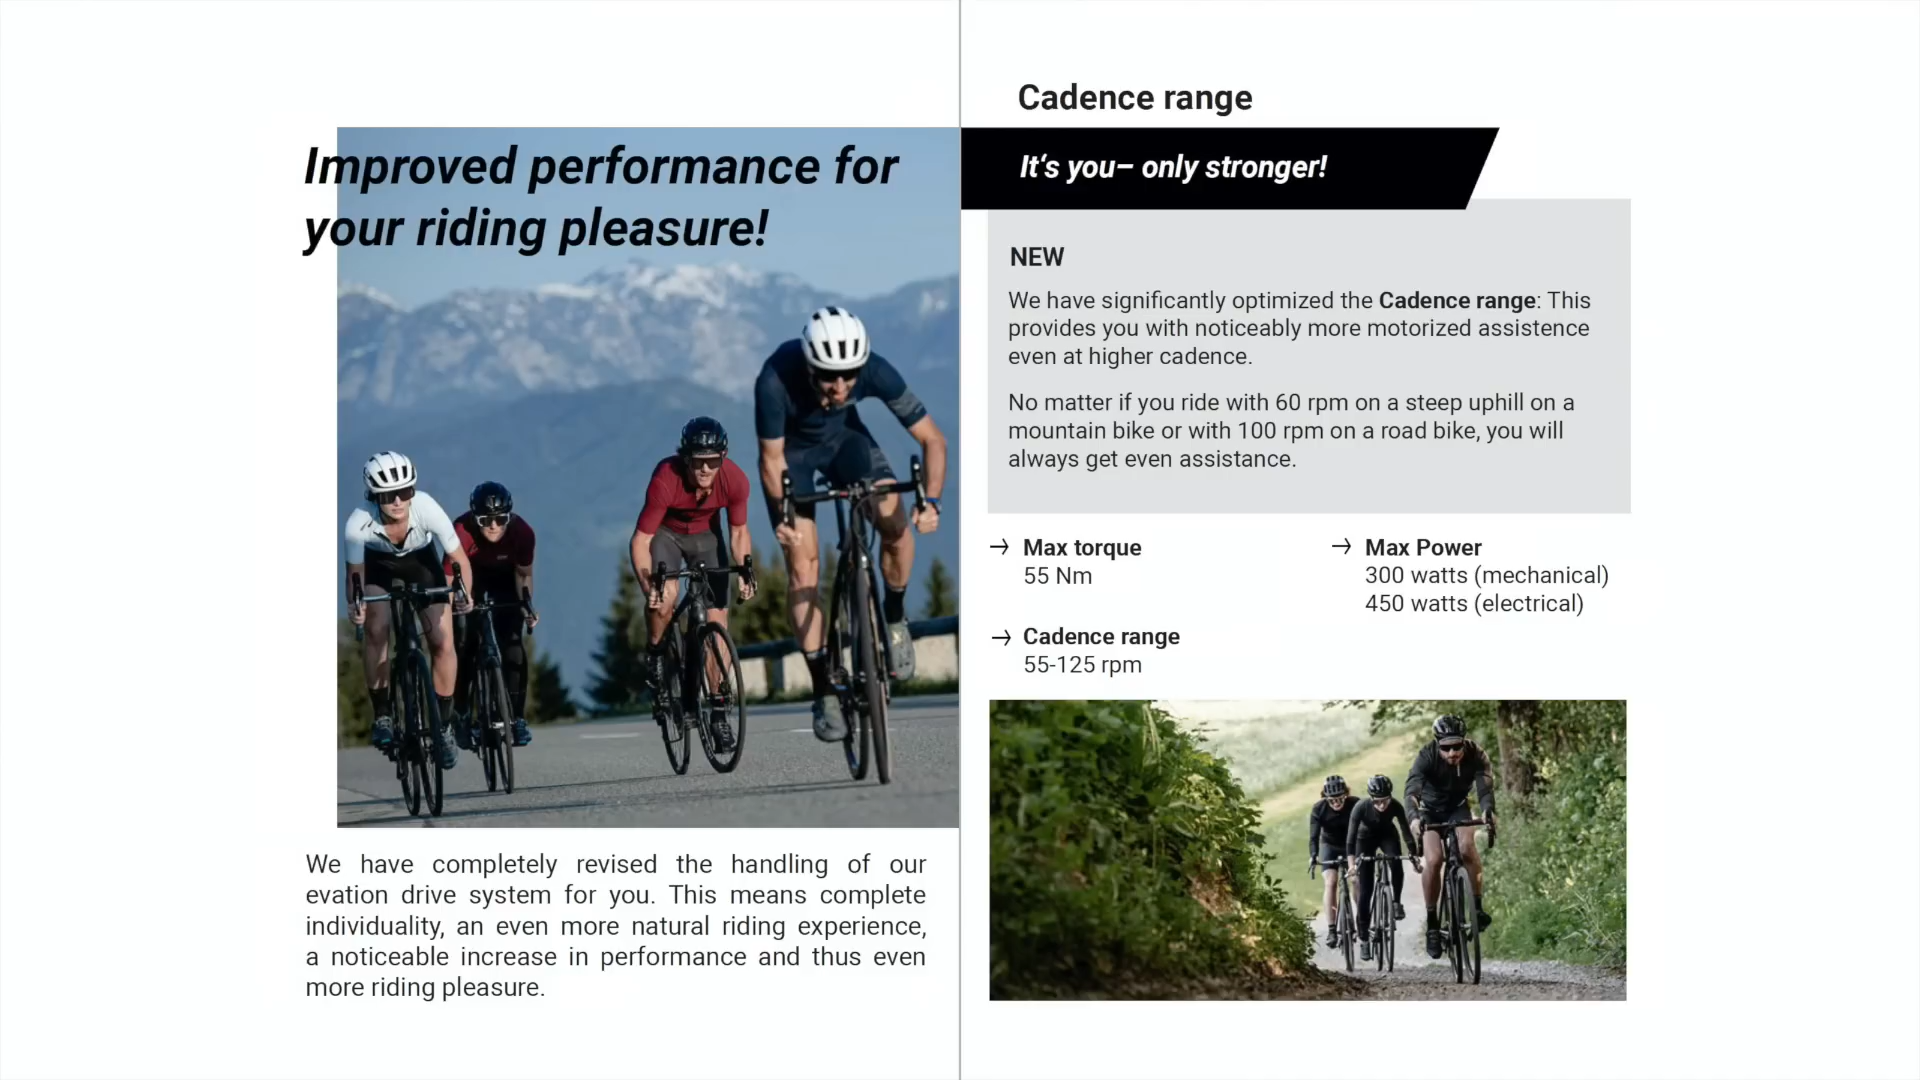 Improved performance for
your riding pleasure!
We have completely revised the handling of our
evation drive system for you. This means complete
individuality, an even more natural riding experience,
a noticeable increase in performance and thus even
more riding pleasure.
Cadence range
It‘s you– only stronger!
NEW
We have significantly optimized the Cadence range: This
provides you with noticeably more motorized assistence
even at higher cadence.
No matter if you ride with 60 rpm on a steep uphill on a
mountain bike or with 100 rpm on a road bike, you will
always get even assistance.
→ Max torque
55 Nm
→ Max Power
300 watts (mechanical)
450 watts (electrical)
→ Cadence range
55-125 rpm